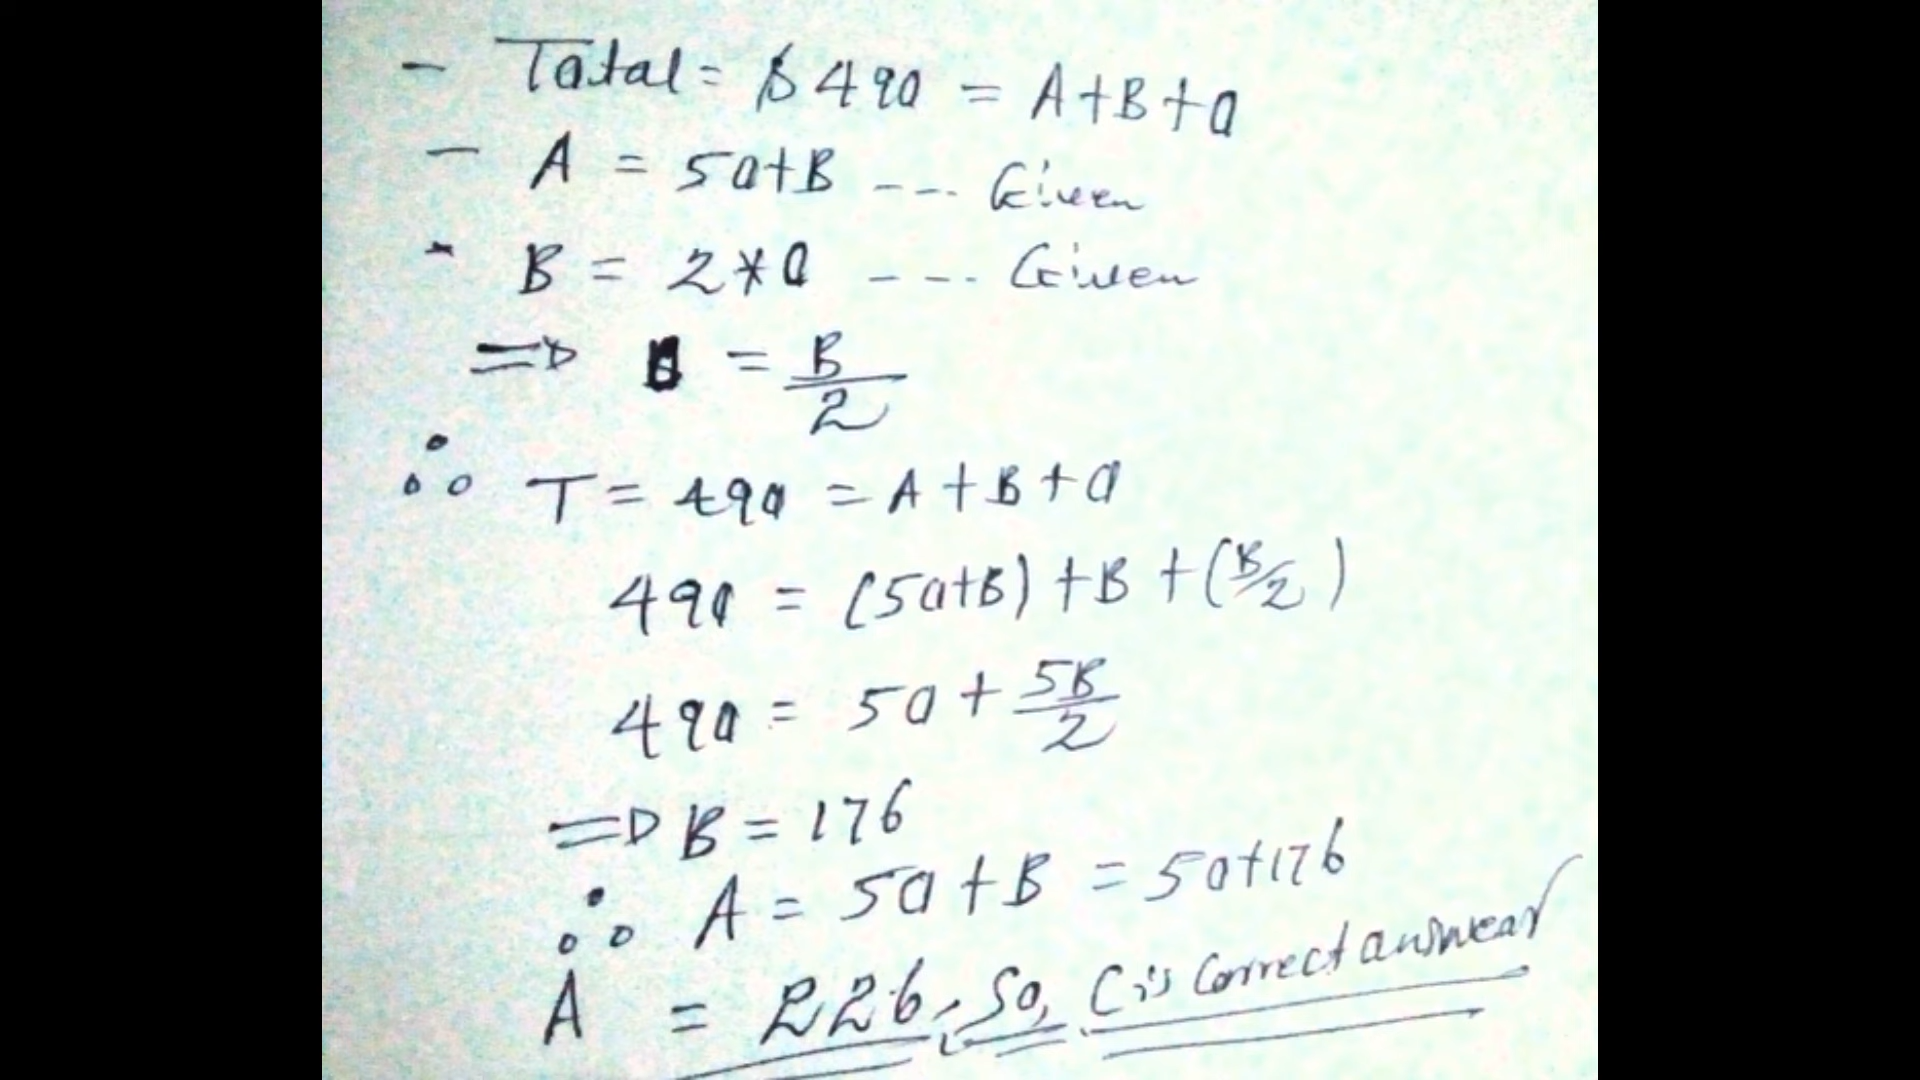 - Total = $490 = A+B+O
- A = 50+B --- Given
- B = 2*O --- Given
=> O = B/2
∴ T = 490 = A+B+O
490 = (50+B)+B+(B/2)
490 = 50+5B/2
=> B = 176
∴ A = 50+B = 50+176
A = 226, So, C is correct answear